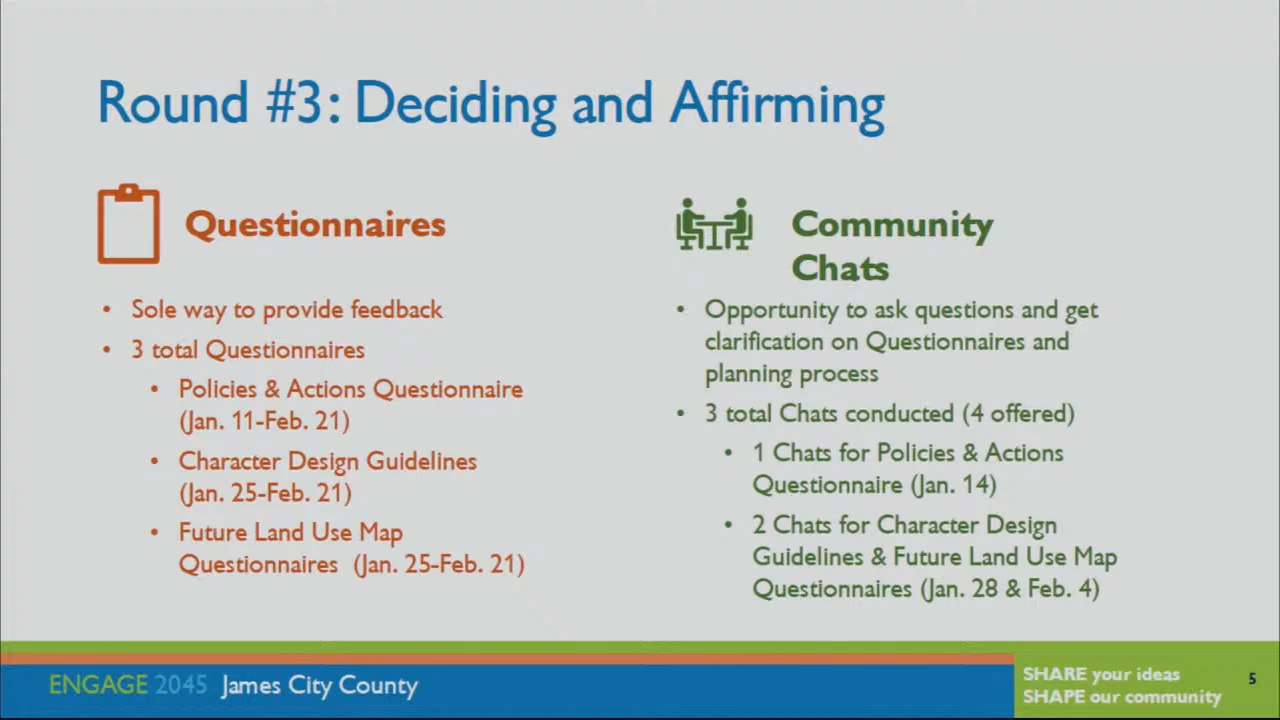 Round #3: Deciding and Affirming
Questionnaires
• Sole way to provide feedback
• 3 total Questionnaires
• Policies & Actions Questionnaire
(Jan. 11-Feb. 21)
• Character Design Guidelines
(Jan. 25-Feb. 21)
• Future Land Use Map
Questionnaires (Jan. 25-Feb. 21)
Community
Chats
• Opportunity to ask questions and get
clarification on Questionnaires and
planning process
• 3 total Chats conducted (4 offered)
• 1 Chats for Policies & Actions
Questionnaire (Jan. 14)
• 2 Chats for Character Design
Guidelines & Future Land Use Map
Questionnaires (Jan. 28 & Feb. 4)
ENGAGE 2045 James City County
SHARE your ideas
SHAPE our community
5